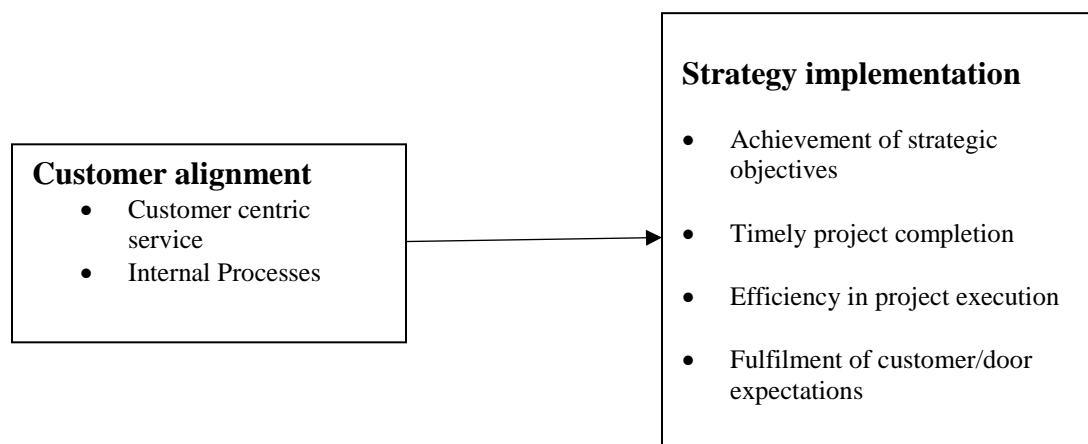 Customer alignment
• Customer centric
service
• Internal Processes
Strategy implementation
• Achievement of strategic
objectives
• Timely project completion
• Efficiency in project execution
• Fulfilment of customer/door
expectations